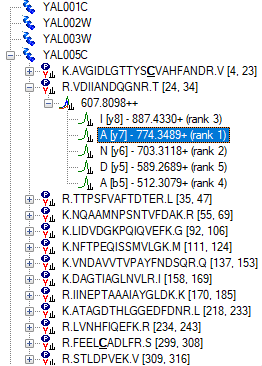 YAL001C
YAL002W
YAL003W
YAL005C
K.AVGIDLGTTYSCVAHFANDR.V [4, 23]
R.VDIIANDQGNR.T [24, 34]
607.8098++
I [y8] - 887.4330+ (rank 3)
A [y7] - 774.3489+ (rank 1)
N [y6] - 703.3118+ (rank 2)
D [y5] - 589.2689+ (rank 5)
A [b5] - 512.3079+ (rank 4)
R.TTPSFVAFTDTER.L [35, 47]
K.NQAAMNPSNTVFDAK.R [55, 69]
K.LIDVDGKPQIQVEFK.G [92, 106]
K.NFTPEQISSMVLGK.M [111, 124]
K.VNDAVVTVPAYFNDSQR.Q [137, 153]
K.DAGTIAGLNVLR.I [158, 169]
R.IINEPTAAAIAYGLDK.K [170, 185]
K.ATAGDTHLGGEDFDNR.L [218, 233]
R.LVNHFIQEFK.R [234, 243]
R.FEELCADLFR.S [299, 308]
R.STLDPVEK.V [309, 316]